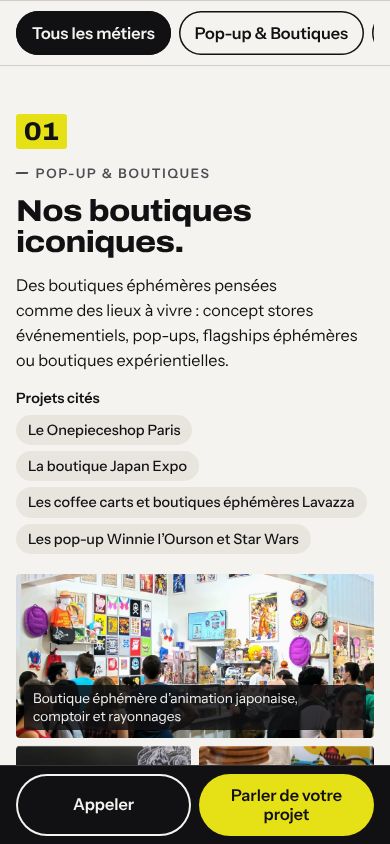 Tous les métiers
Pop-up & Boutiques
01
— POP-UP & BOUTIQUES
Nos boutiques
iconiques.
Des boutiques éphémères pensées
comme des lieux à vivre : concept stores
événementiels, pop-ups, flagships éphémères
ou boutiques expérientielles.
Projets cités
Le Onepieceshop Paris
La boutique Japan Expo
Les coffee carts et boutiques éphémères Lavazza
Les pop-up Winnie l’Ourson et Star Wars
Boutique éphémère d’animation japonaise,
comptoir et rayonnages
Appeler
Parler de votre
projet